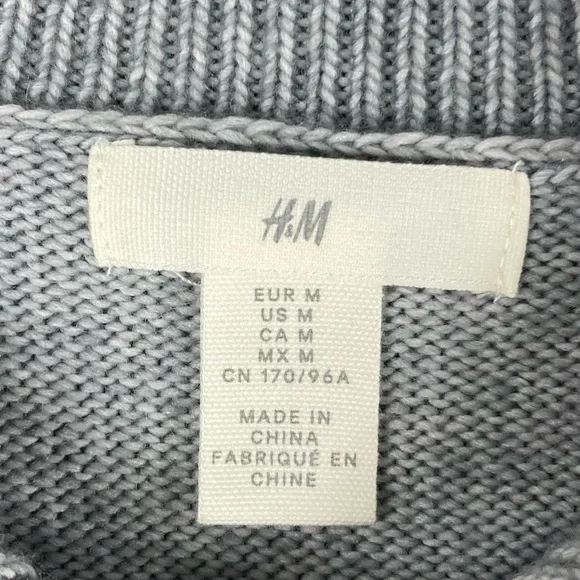 H&M
EUR M
US M
CA M
MX M
CN 170/96A
MADE IN
CHINA
FABRIQUÉ EN
CHINE